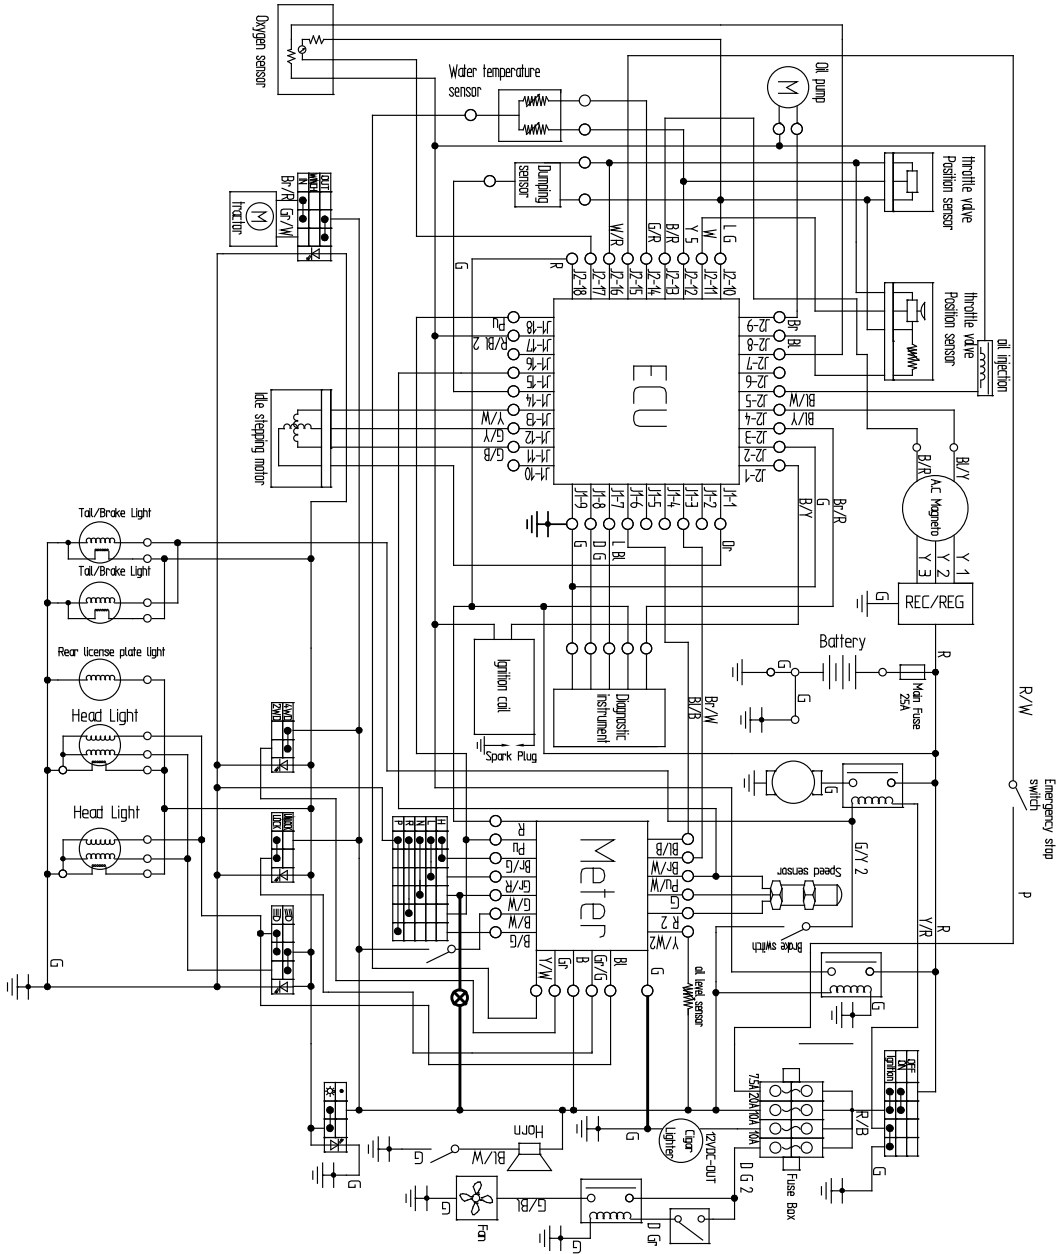 Oxygen sensor
Water temperature
sensor
Oil pump
throttle valve
Position sensor
Dumping
sensor
OUT
WINCH
IN
Br/R
Gr/W
M
tractor
M
G
R
W/R
G/R
B/R
Y 5
W
L G
J2-18
J2-17
J2-16
J2-15
J2-14
J2-13
J2-12
J2-11
J2-10
throttle valve
Position sensor
oil injection
Pu
R/Bl 2
J1-18
J1-17
J1-16
J1-15
J1-14
J1-13
J1-12
J1-11
J1-10
Y/W
G/Y
G/B
ECU
J2-9
J2-8
J2-7
J2-6
J2-5
J2-4
J2-3
J2-2
J2-1
Br
Bl
Bl/W
Bl/Y
Idle stepping motor
B/R
Bl/Y
A.C Magneto
J1-9
J1-8
J1-7
J1-6
J1-5
J1-4
J1-3
J1-2
J1-1
B/Y
G
Br/R
G
D G
L Bl
Or
Y 3
Y 2
Y 1
REC/REG
G
Tail/Brake Light
Tail/Brake Light
Rear license plate light
Head Light
Head Light
Battery
R
G
G
Main Fuse
25A
Ignition coil
Spark Plug
Diagnostic
instrument
Bl/B
Br/W
R/W
Emergency stop
switch
P
4WD
2WD
G
G/Y 2
Speed sensor
H
L
N
R
P
R
Pu
Br/G
Gr/R
G/W
B/W
B/G
Meter
Bl/B
Br/W
Pu/W
G
R 2
Y/W2
Y/W
Gr
B
Gr/G
Bl
G
oil level sensor
Brake switch
Y/R
R
G
G
OFF
ON
Ignition
7.5A
20A
10A
10A
R/B
G
Fuse Box
Cigar
Lighter
12VDC-OUT
D G 2
G
Horn
Bl/W
G
G
Fan
G/Bl
G
D Gr
G